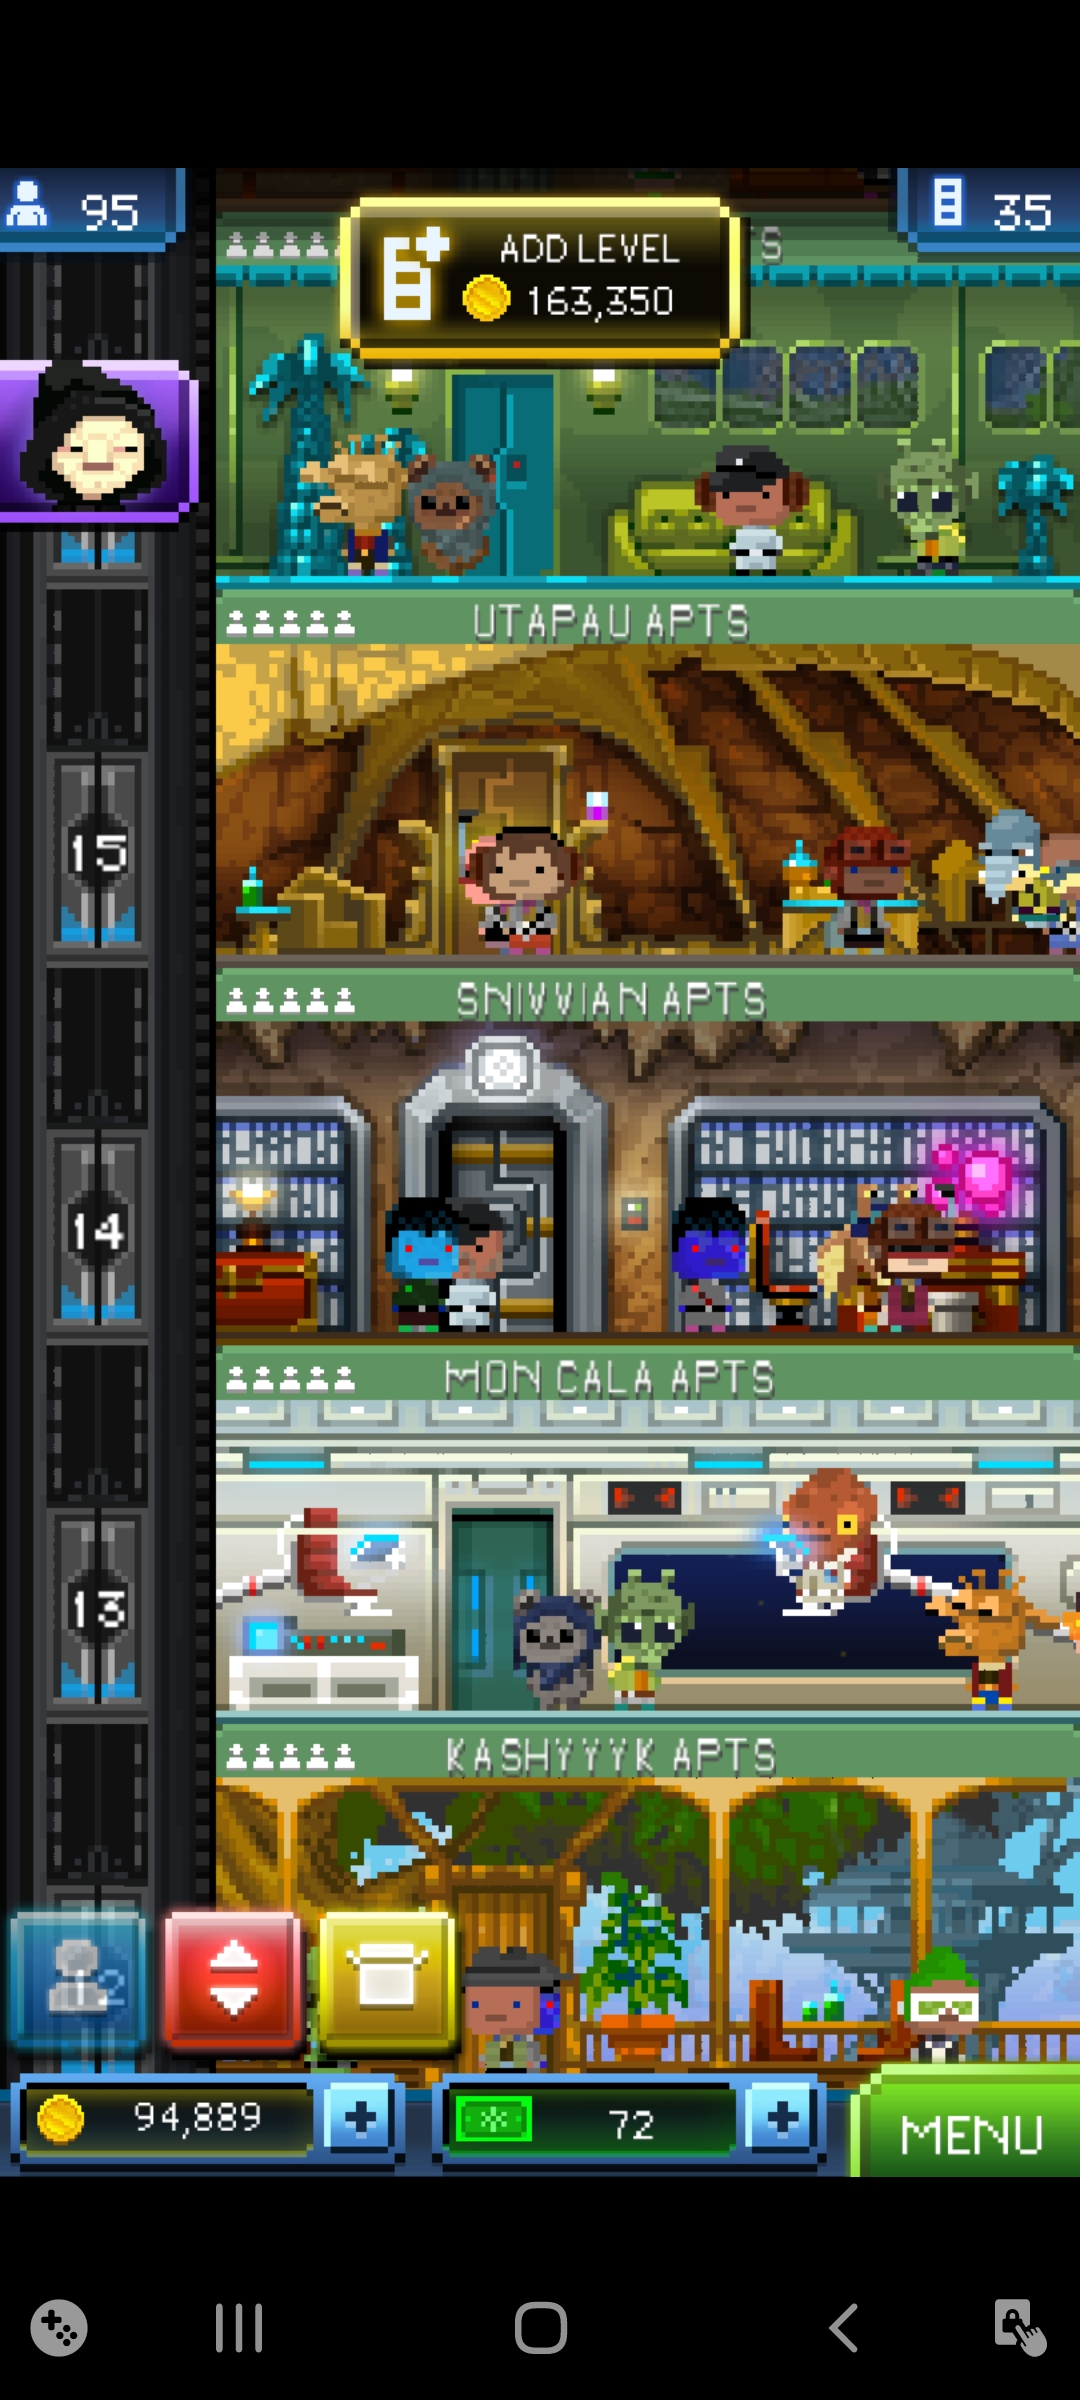 95
35
ADD LEVEL
163,350
S
UTAPAU APTS
15
SNIVVIAN APTS
14
MON CALA APTS
13
KASHYYYK APTS
12
94,889
72
MENU